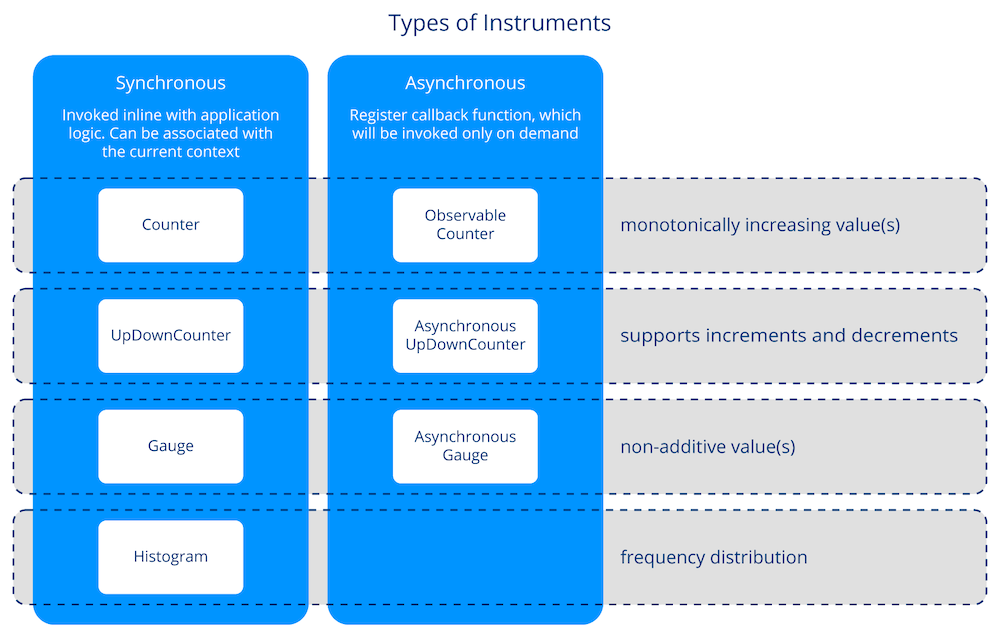 Types of Instruments
Synchronous
Invoked inline with application
logic. Can be associated with
the current context
Asynchronous
Register callback function, which
will be invoked only on demand
Counter
Observable
Counter
monotonically increasing value(s)
UpDownCounter
Asynchronous
UpDownCounter
supports increments and decrements
Gauge
Asynchronous
Gauge
non-additive value(s)
Histogram
frequency distribution